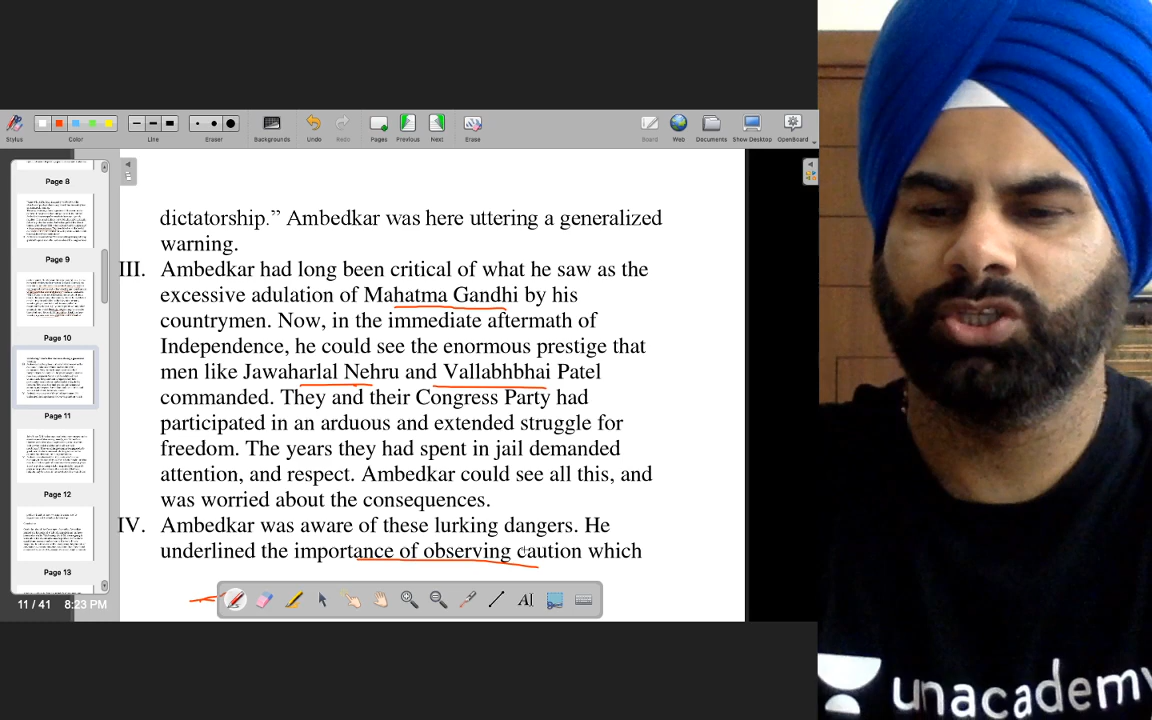 Stylus
Color
Line
Eraser
Backgrounds
Undo
Redo
Pages
Previous
Next
Erase
Board
Web
Documents
Show Desktop
OpenBoard
Page 8
Page 9
Page 10
Page 11
Page 12
Page 13
11 / 41 8:23 PM
dictatorship.” Ambedkar was here uttering a generalized
warning.
III. Ambedkar had long been critical of what he saw as the
excessive adulation of Mahatma Gandhi by his
countrymen. Now, in the immediate aftermath of
Independence, he could see the enormous prestige that
men like Jawaharlal Nehru and Vallabhbhai Patel
commanded. They and their Congress Party had
participated in an arduous and extended struggle for
freedom. The years they had spent in jail demanded
attention, and respect. Ambedkar could see all this, and
was worried about the consequences.
IV. Ambedkar was aware of these lurking dangers. He
underlined the importance of observing caution which
AI
unacademy